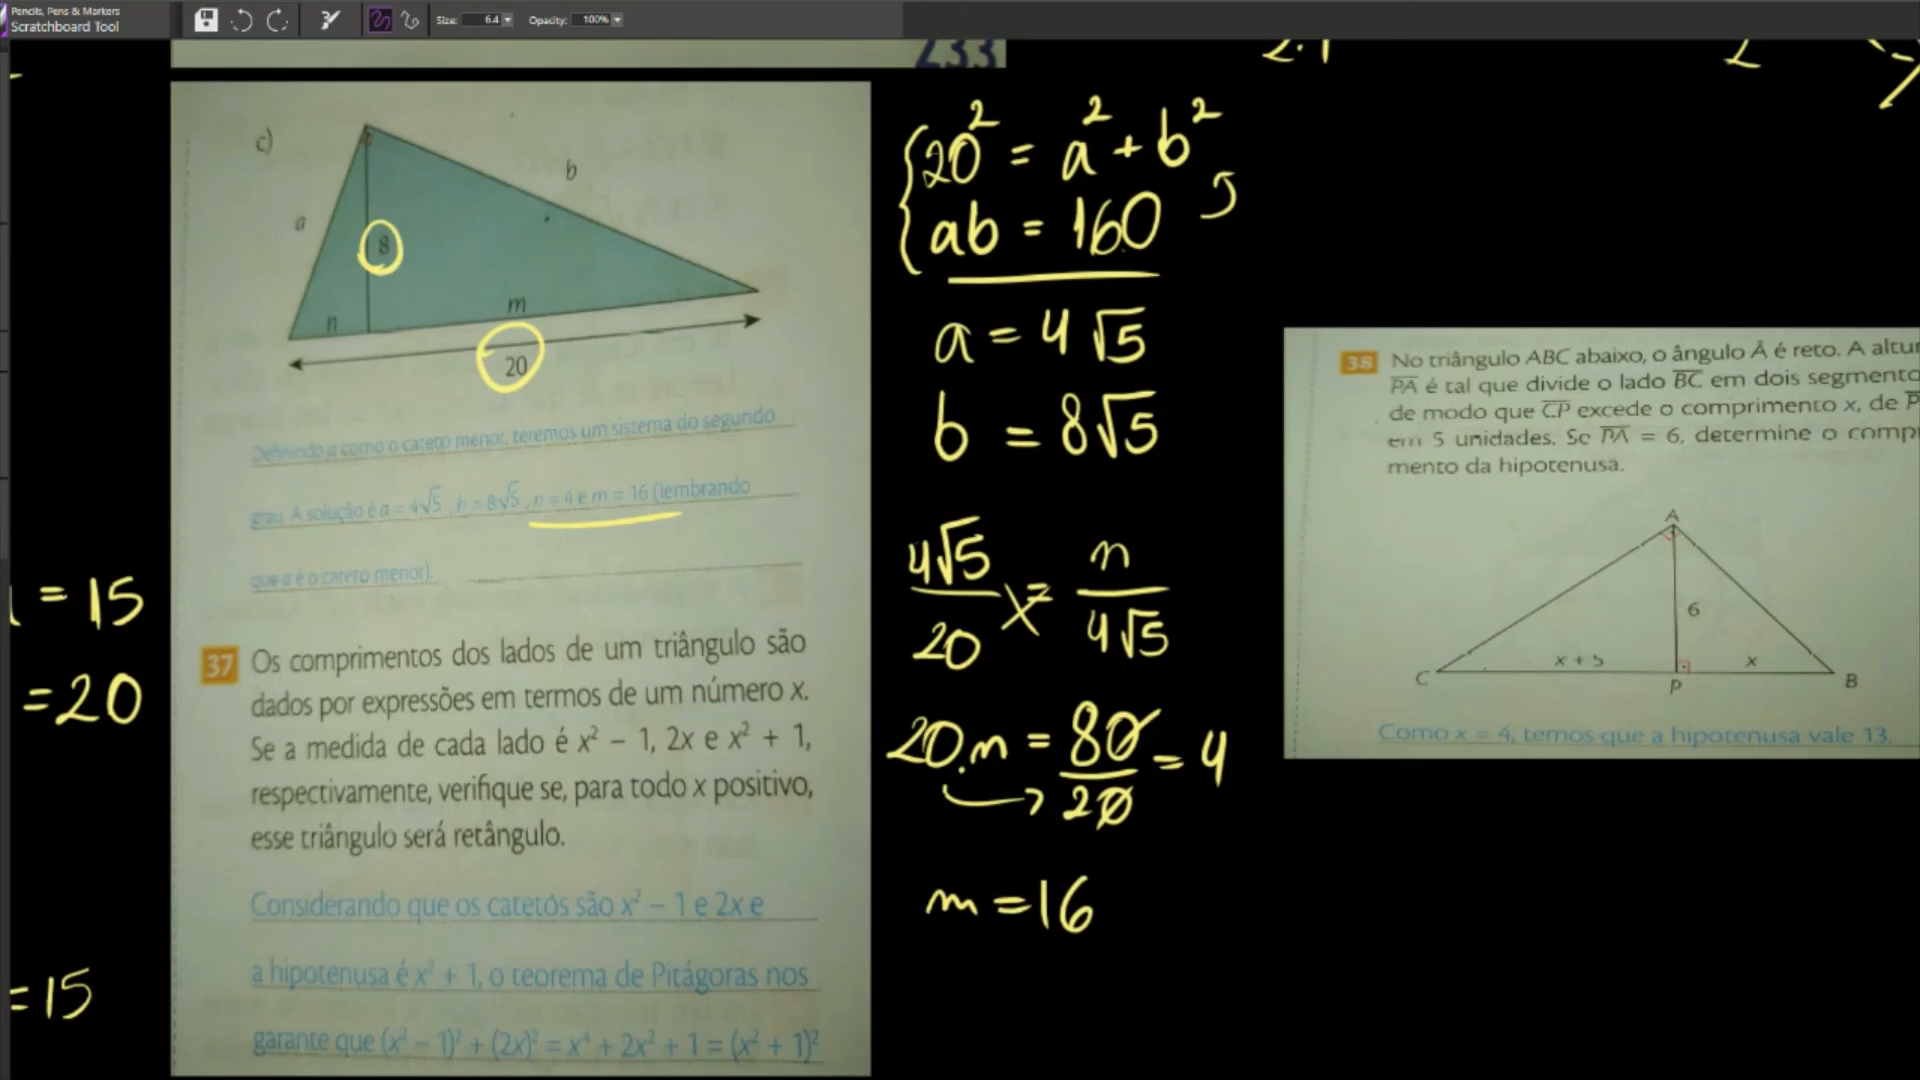 Pencils, Pens & Markers
Scratchboard Tool
Size: 6.4
Opacity: 100%
233
2.1
2
c)
a
b
8
n
m
20
Definindo a como o cateto menor, teremos um sistema do segundo
grau. A solução é a = 4√5, b = 8√5, n = 4 e m = 16 (lembrando
que a é o cateto menor).
37 Os comprimentos dos lados de um triângulo são
dados por expressões em termos de um número x.
Se a medida de cada lado é x² − 1, 2x e x² + 1,
respectivamente, verifique se, para todo x positivo,
esse triângulo será retângulo.
Considerando que os catetos são x² − 1 e 2x e
a hipotenusa é x² + 1, o teorema de Pitágoras nos
garante que (x² − 1)² + (2x)² = x⁴ + 2x² + 1 = (x² + 1)²
= 15
= 20
= 15
20² = a² + b²
ab = 160
a = 4√5
b = 8√5
4√5/20 = n/4√5
20.n = 80/20 = 4
m = 16
38 No triângulo ABC abaixo, o ângulo Â é reto. A altur
PA é tal que divide o lado BC em dois segmento
de modo que CP excede o comprimento x, de P
em 5 unidades. Se PA = 6, determine o compr
mento da hipotenusa.
A
6
x + 5
x
C
P
B
Como x = 4, temos que a hipotenusa vale 13.